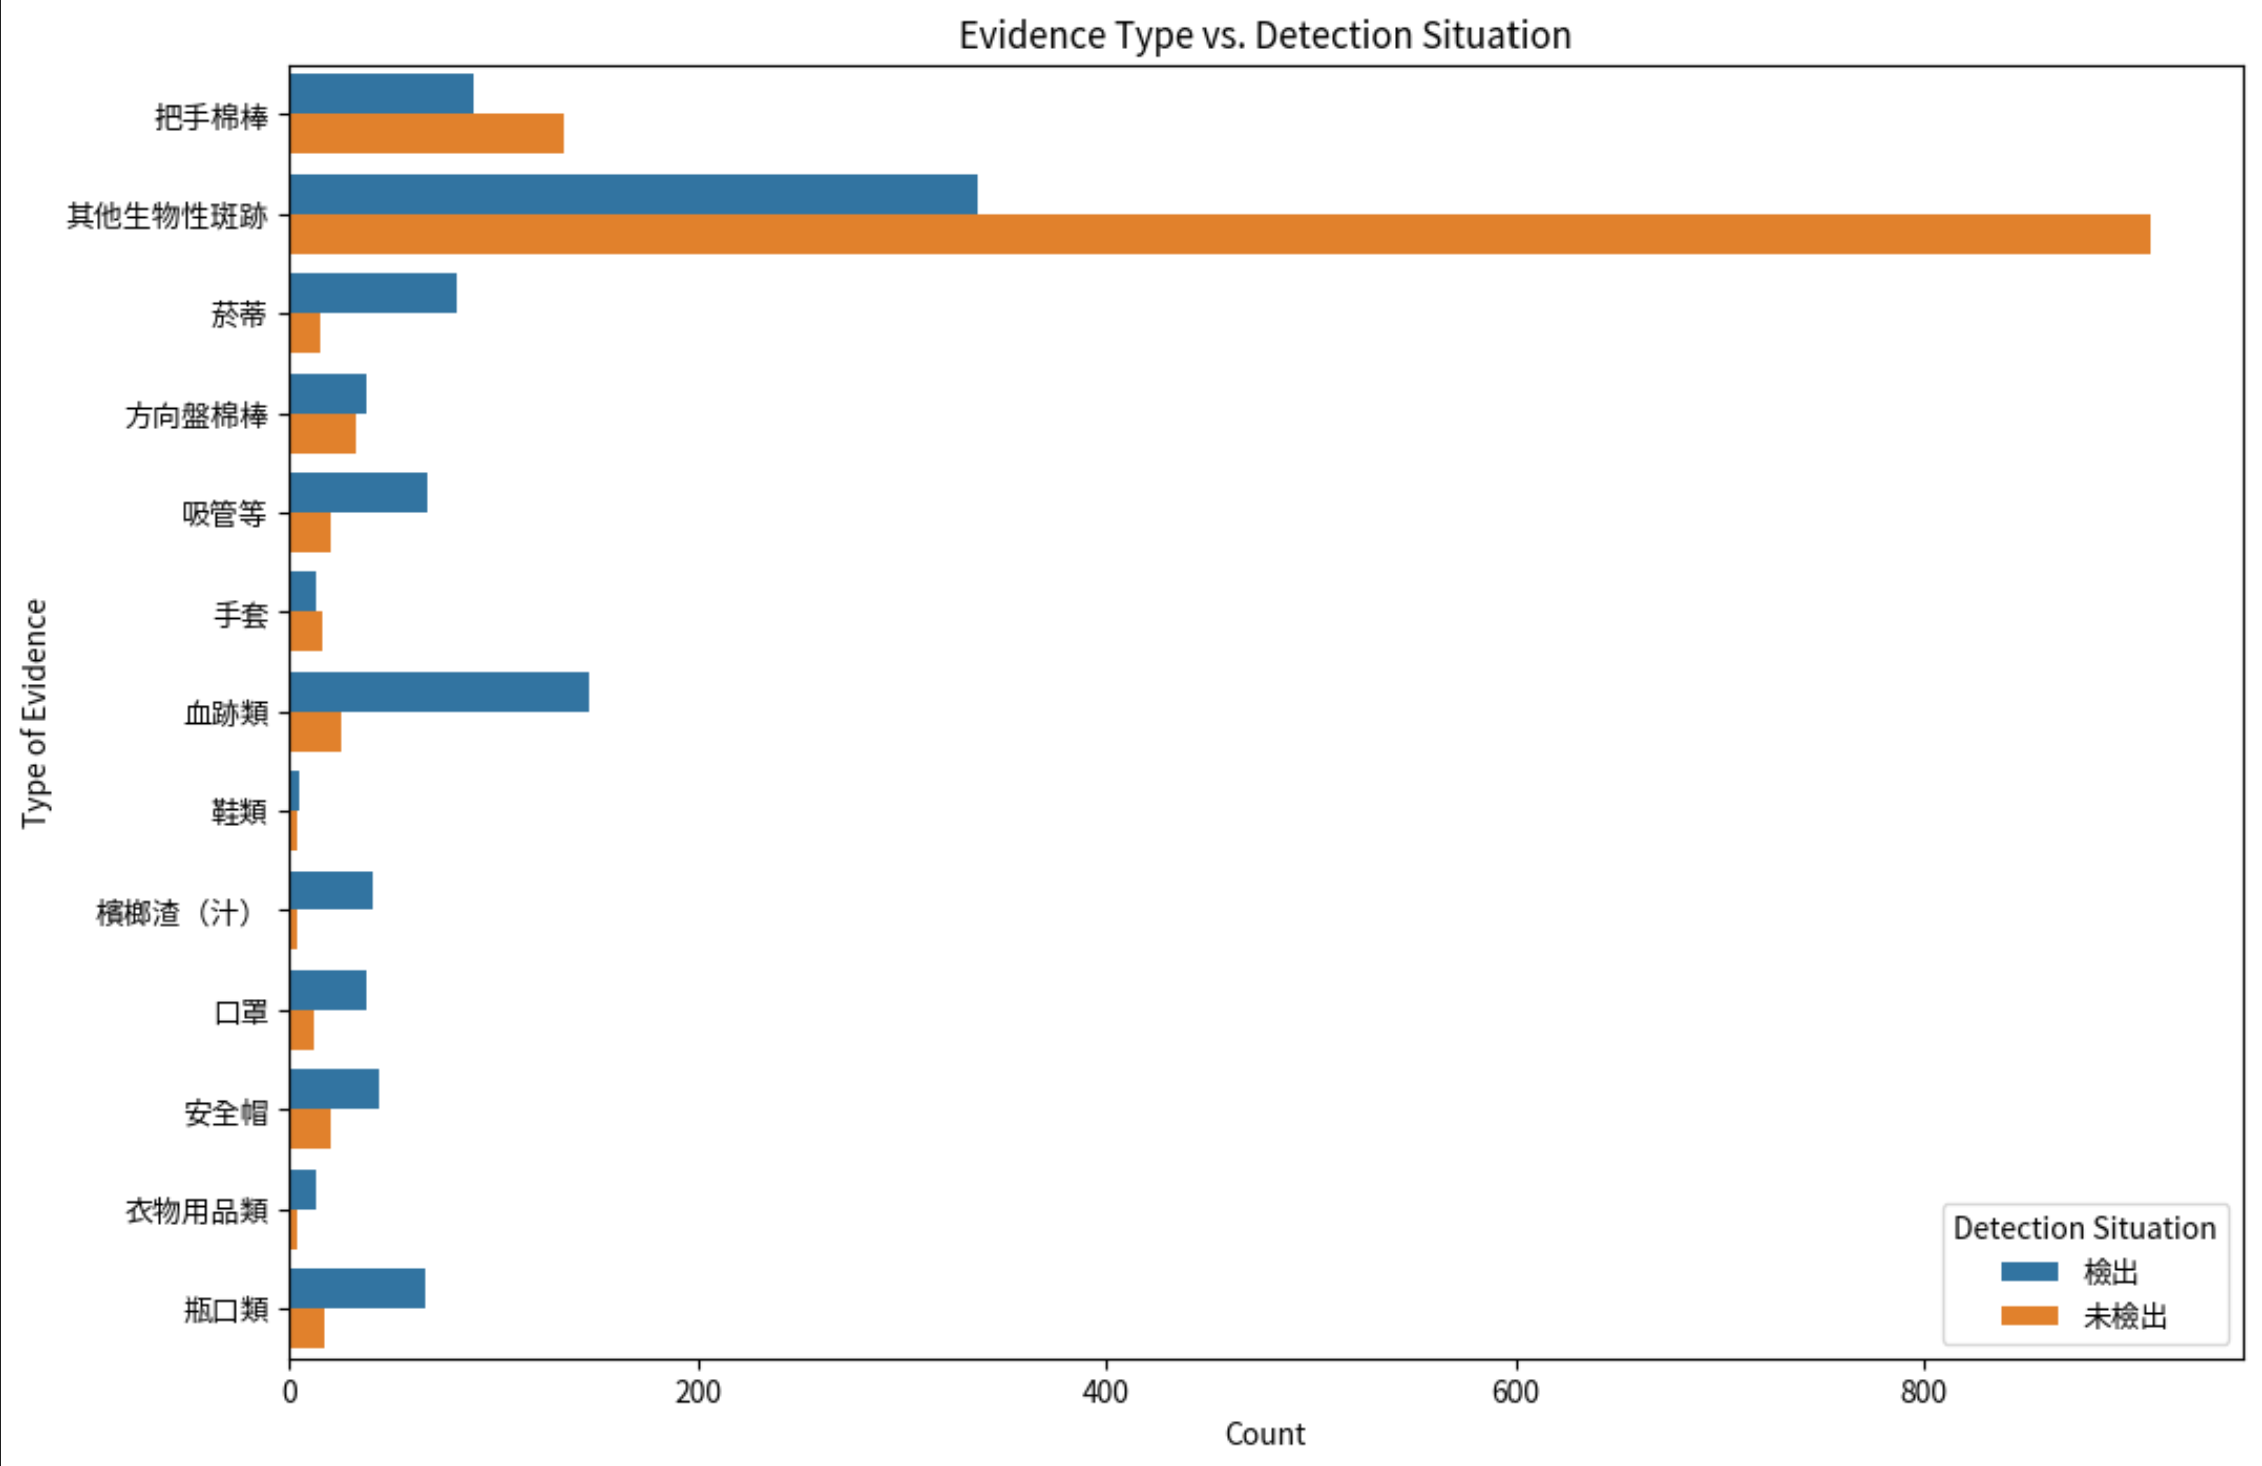 Evidence Type vs. Detection Situation
把手棉棒
其他生物性斑跡
菸蒂
方向盤棉棒
吸管等
手套
血跡類
鞋類
檳榔渣（汁）
口罩
安全帽
衣物用品類
瓶口類
Type of Evidence
0 200 400 600 800
Count
Detection Situation
檢出
未檢出